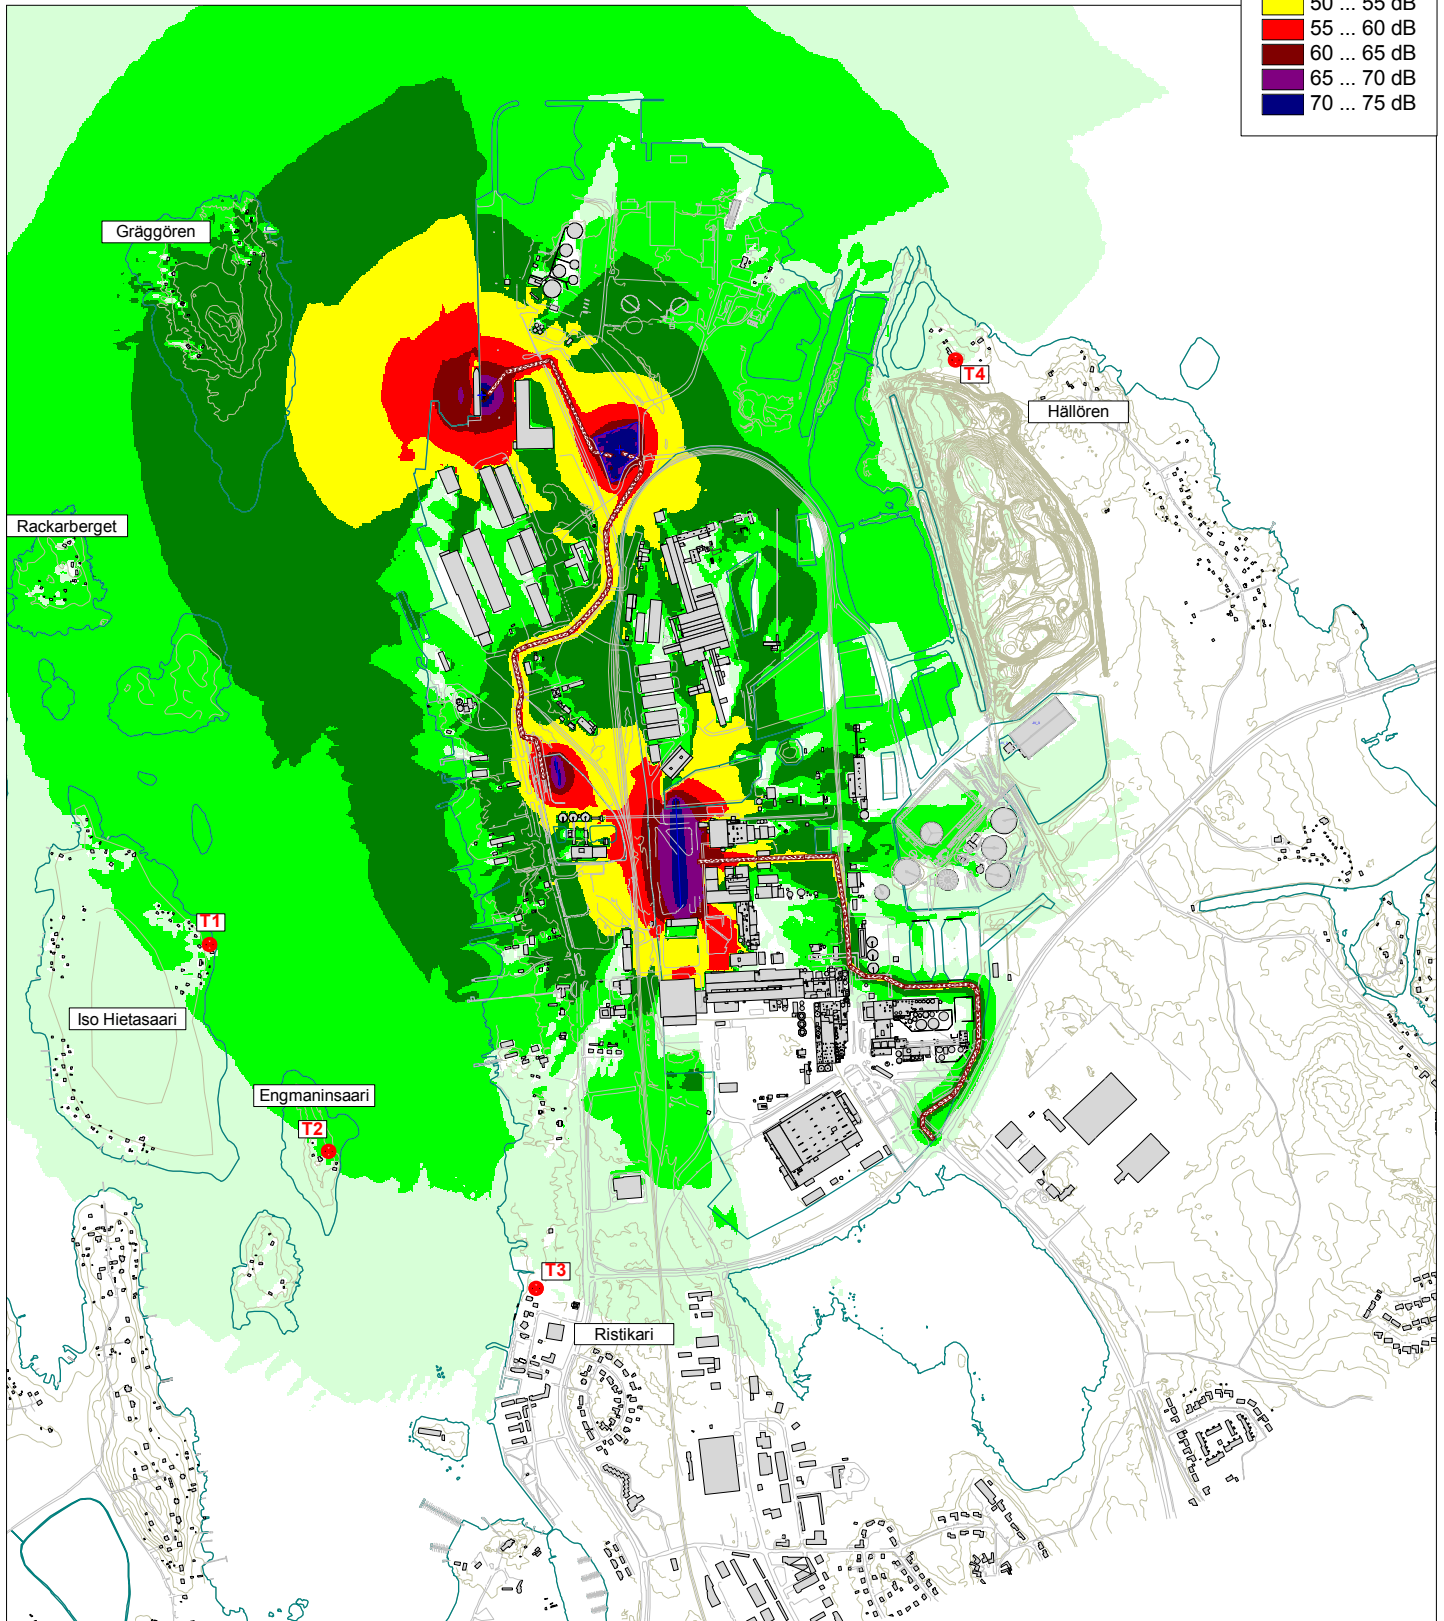 50 ... 55 dB
55 ... 60 dB
60 ... 65 dB
65 ... 70 dB
70 ... 75 dB
Gräggören
T4
Hällören
Rackarberget
T1
Iso Hietasaari
Engmaninsaari
T2
T3
Ristikari